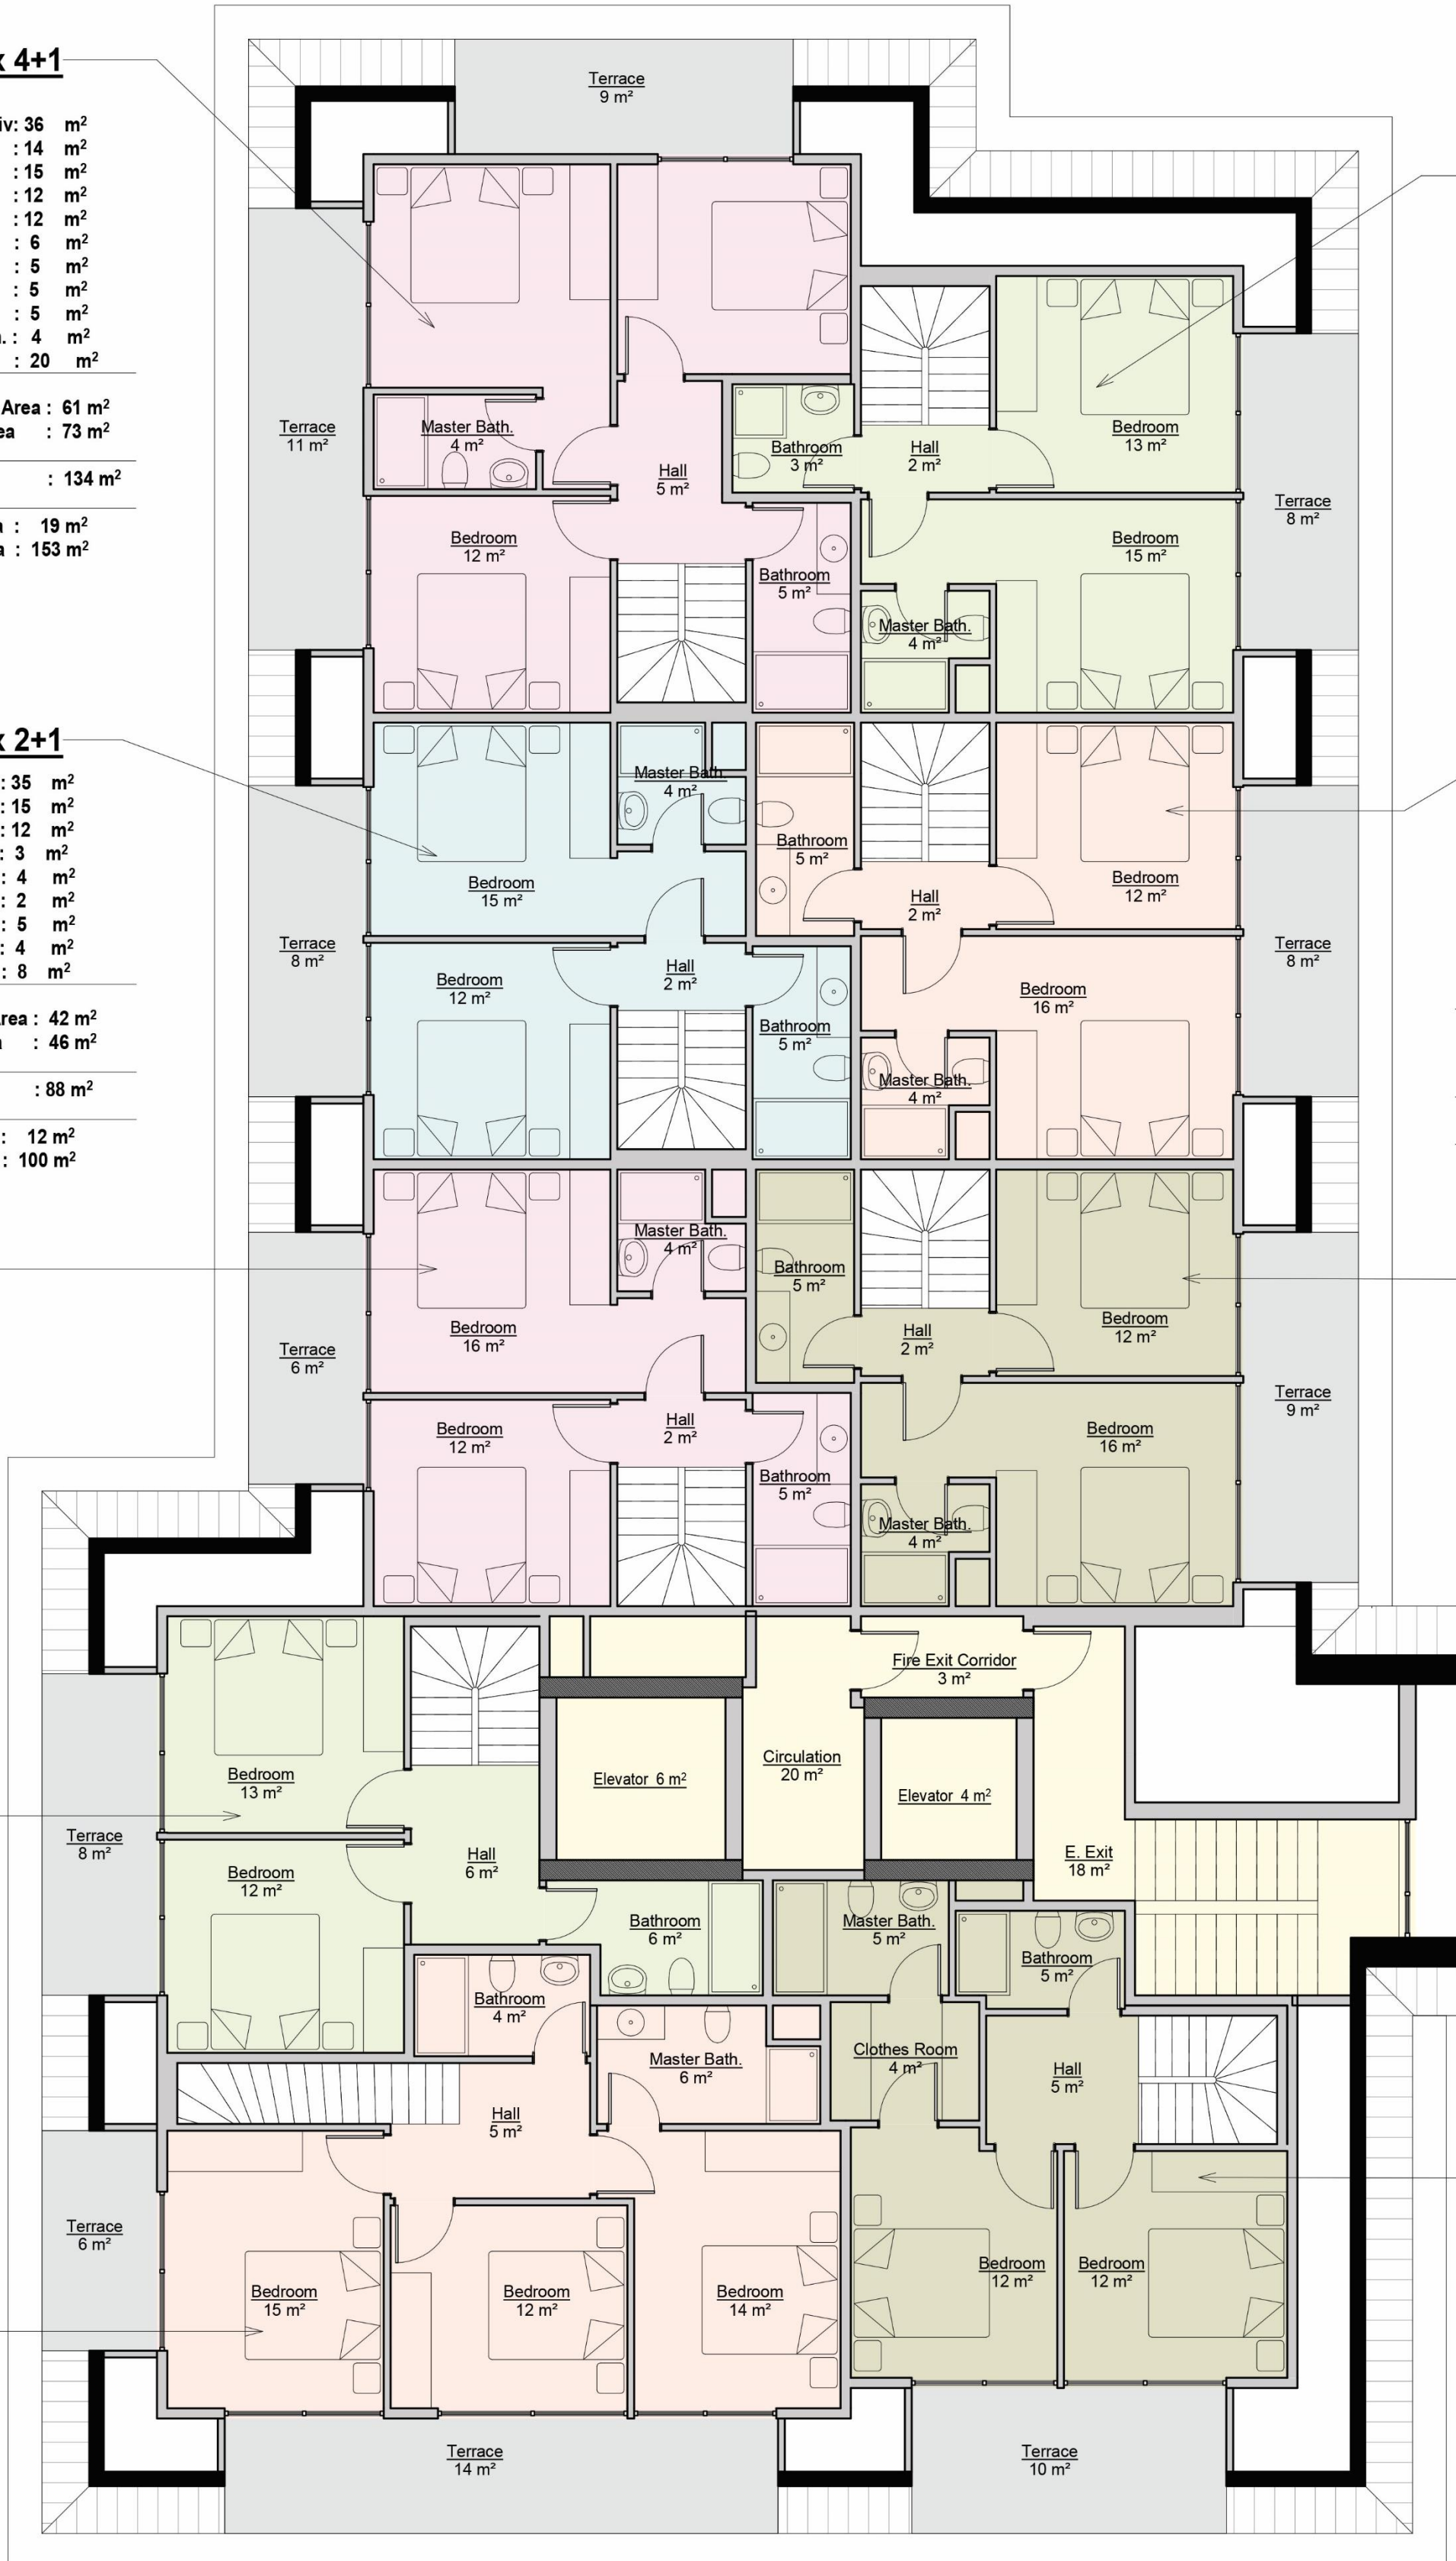 x 4+1
iv: 36 m²
: 14 m²
: 15 m²
: 12 m²
: 12 m²
: 6 m²
: 5 m²
: 5 m²
: 5 m²
.: 4 m²
: 20 m²
Area : 61 m²
ea : 73 m²
: 134 m²
a : 19 m²
a : 153 m²
x 2+1
: 35 m²
: 15 m²
: 12 m²
: 3 m²
: 4 m²
: 2 m²
: 5 m²
: 4 m²
: 8 m²
rea : 42 m²
a : 46 m²
: 88 m²
: 12 m²
: 100 m²
Terrace
9 m²
Terrace
11 m²
Master Bath.
4 m²
Hall
5 m²
Bathroom
3 m²
Hall
2 m²
Bedroom
13 m²
Terrace
8 m²
Bedroom
12 m²
Bathroom
5 m²
Bedroom
15 m²
Master Bath.
4 m²
Master Bath.
4 m²
Bedroom
15 m²
Bathroom
5 m²
Hall
2 m²
Bedroom
12 m²
Terrace
8 m²
Terrace
8 m²
Bedroom
12 m²
Hall
2 m²
Bathroom
5 m²
Bedroom
16 m²
Master Bath.
4 m²
Master Bath.
4 m²
Bedroom
16 m²
Terrace
6 m²
Bathroom
5 m²
Hall
2 m²
Bedroom
12 m²
Terrace
9 m²
Bedroom
12 m²
Hall
2 m²
Bathroom
5 m²
Bedroom
16 m²
Master Bath.
4 m²
Fire Exit Corridor
3 m²
Bedroom
13 m²
Elevator 6 m²
Circulation
20 m²
Elevator 4 m²
Terrace
8 m²
Hall
6 m²
E. Exit
18 m²
Bedroom
12 m²
Bathroom
6 m²
Master Bath.
5 m²
Bathroom
5 m²
Bathroom
4 m²
Master Bath.
6 m²
Clothes Room
4 m²
Hall
5 m²
Hall
5 m²
Terrace
6 m²
Bedroom
15 m²
Bedroom
12 m²
Bedroom
14 m²
Bedroom
12 m²
Bedroom
12 m²
Terrace
14 m²
Terrace
10 m²